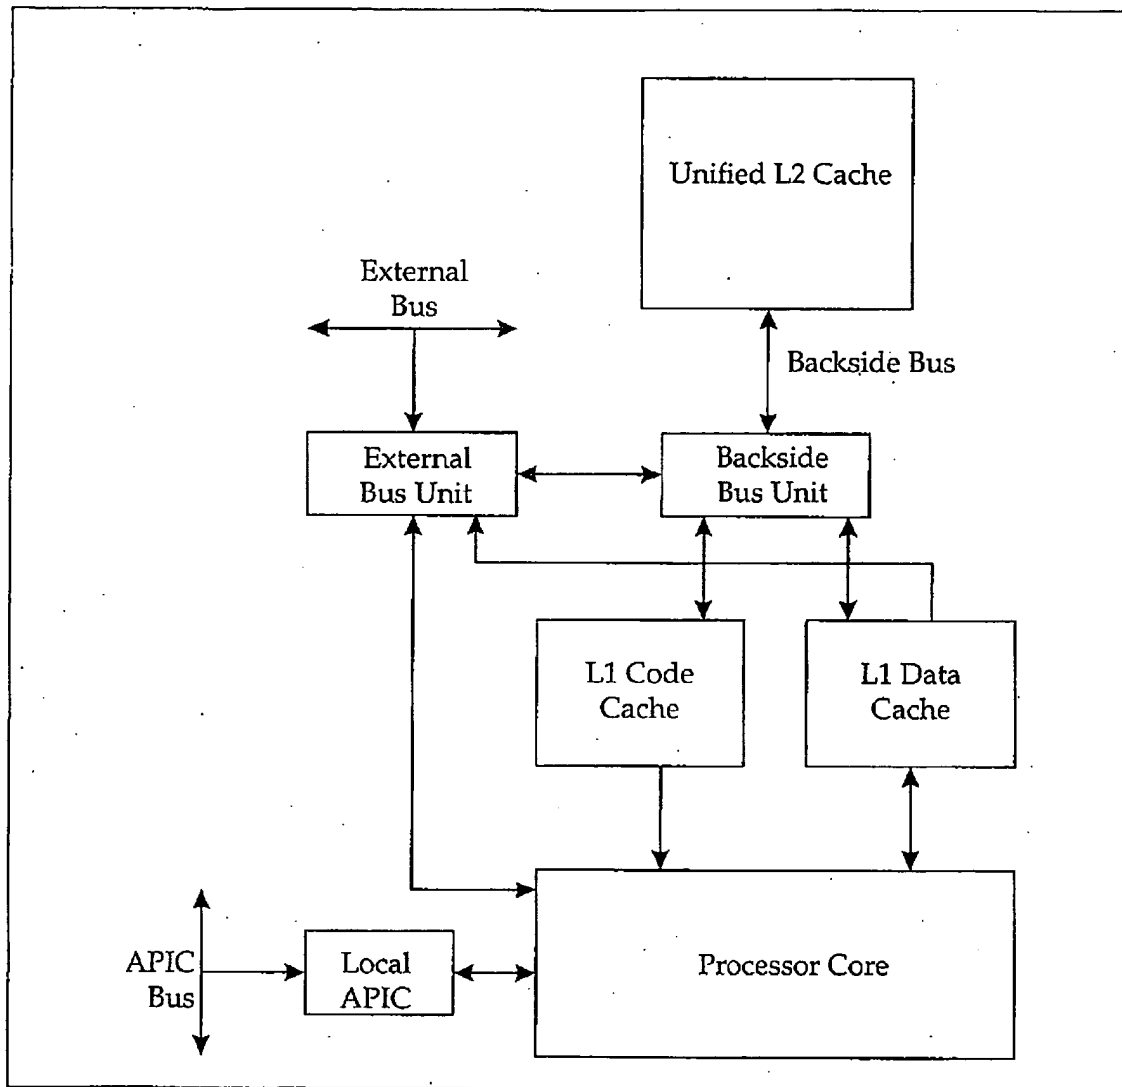 Unified L2 Cache
External
Bus
Backside Bus
External
Bus Unit
Backside
Bus Unit
L1 Code
Cache
L1 Data
Cache
APIC
Bus
Local
APIC
Processor Core